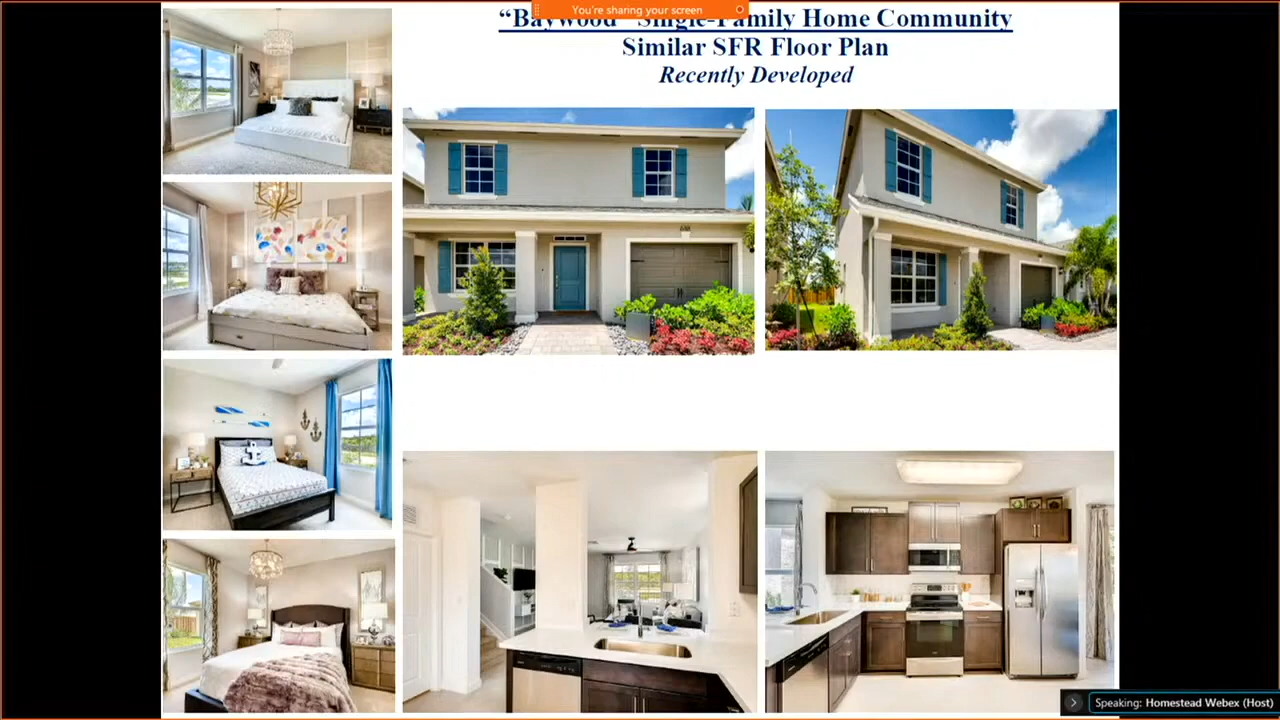 You're sharing your screen
“Baywood” Single-Family Home Community
Similar SFR Floor Plan
Recently Developed
Speaking: Homestead Webex (Host)